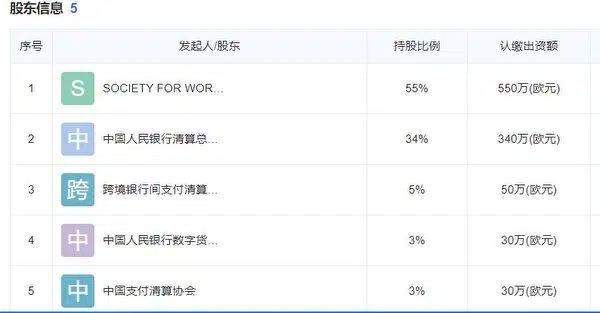 股东信息 5
序号 发起人/股东 持股比例 认缴出资额
1 S SOCIETY FOR WOR... 55% 550万(欧元)
2 中 中国人民银行清算总... 34% 340万(欧元)
3 跨 跨境银行间支付清算... 5% 50万(欧元)
4 中 中国人民银行数字货... 3% 30万(欧元)
5 中 中国支付清算协会 3% 30万(欧元)